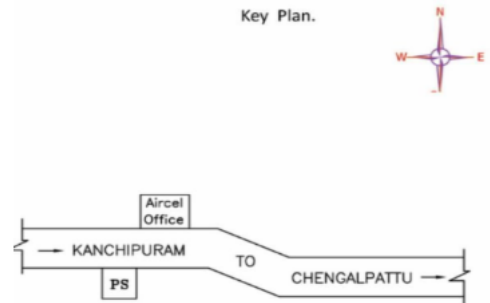 Key Plan.
N
W E
Aircel
Office
KANCHIPURAM
TO
CHENGALPATTU
PS